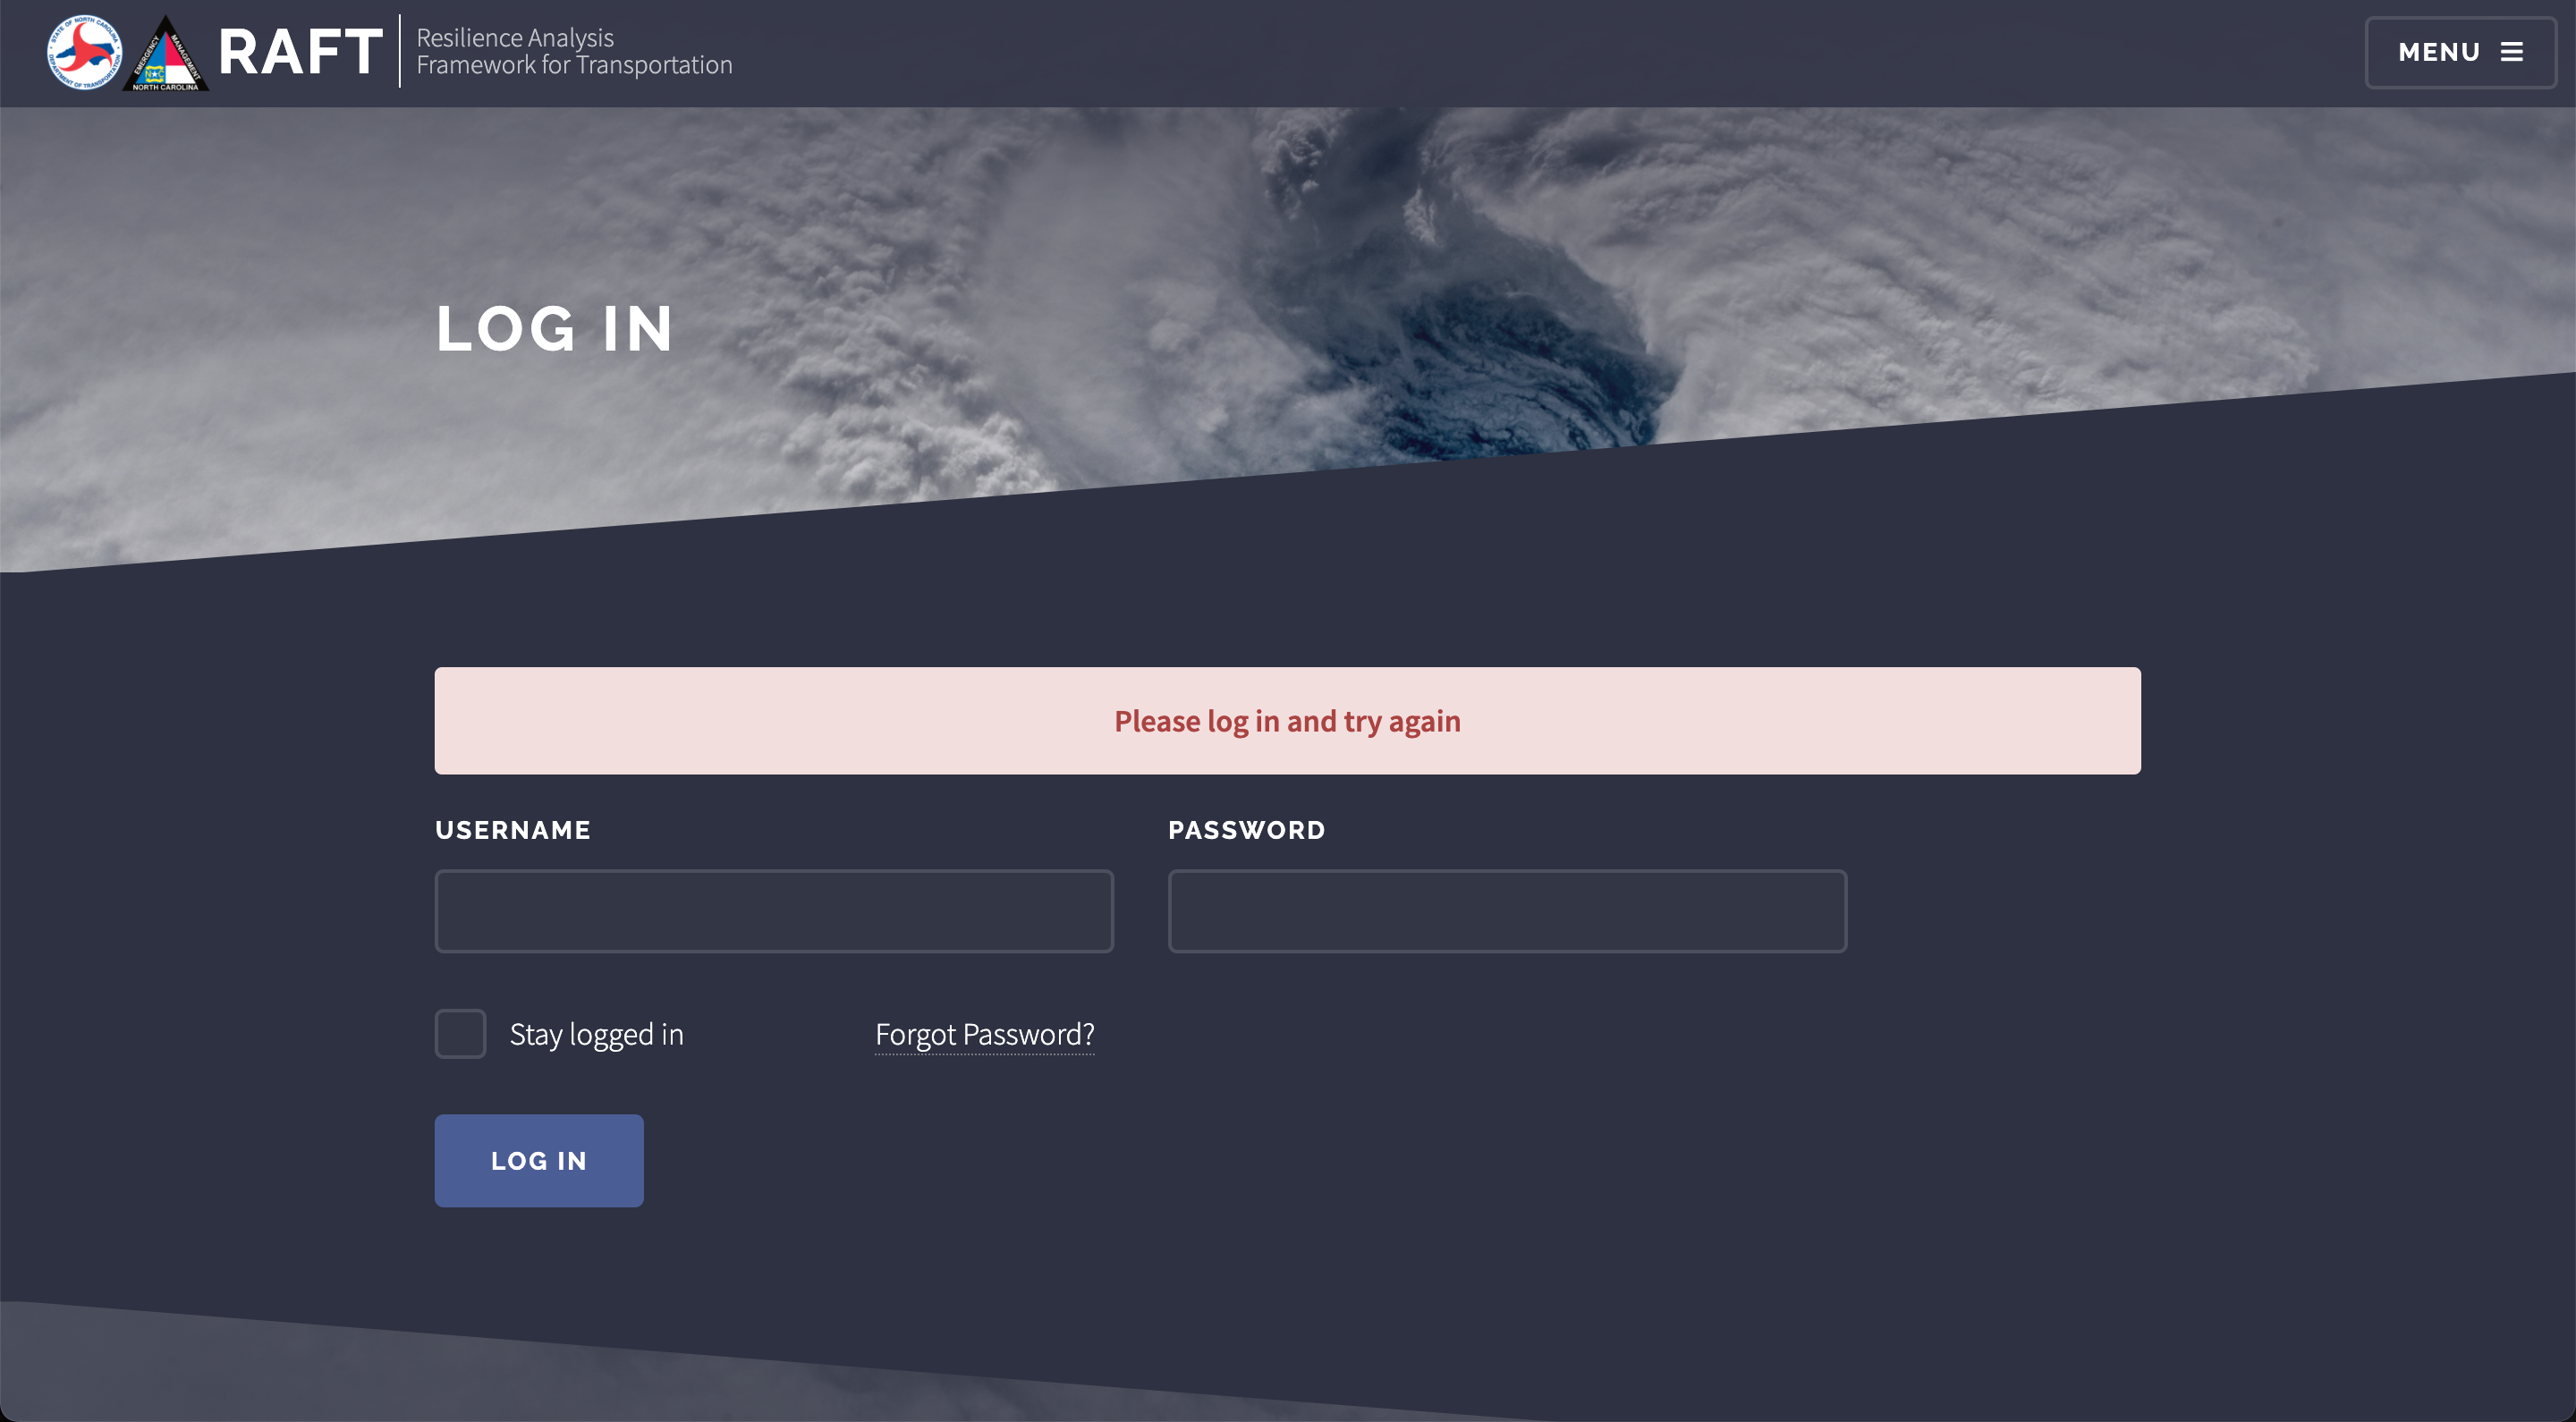 STATE OF NORTH CAROLINA
DEPARTMENT OF TRANSPORTATION
EMERGENCY MANAGEMENT
NORTH CAROLINA
RAFT
Resilience Analysis
Framework for Transportation
MENU
LOG IN
Please log in and try again
USERNAME
PASSWORD
Stay logged in
Forgot Password?
LOG IN